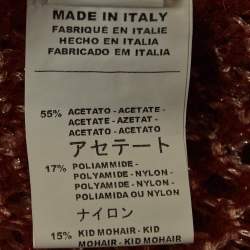 MADE IN ITALY
FABRIQUÉ EN ITALIE
HECHO EN ITALIA
FABRICADO EM ITALIA
55% ACETATO - ACETATE -
ACETATE - AZETAT -
ACETATO - ACETATO
アセテート
17% POLIAMMIDE -
POLYAMIDE - NYLON -
POLYAMIDE - NYLON -
POLIAMIDA OU NYLON
ナイロン
15% KID MOHAIR - KID
MOHAIR - KID MOHAIR -